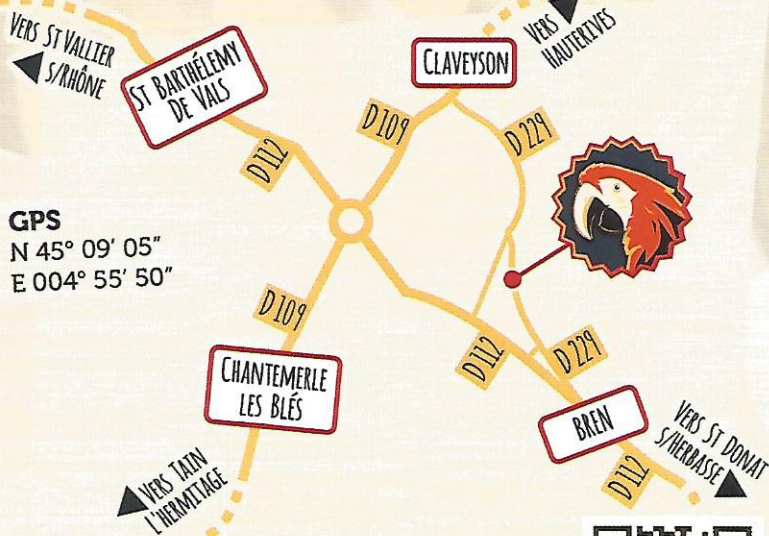 VERS ST VALLIER
S/RHÔNE
ST BARTHÉLEMY
DE VALS
CLAVEYSON
VERS
HAUTERIVES
D112
D109
D229
GPS
N 45° 09' 05"
E 004° 55' 50"
D109
D112
D229
CHANTEMERLE
LES BLÉS
BREN
VERS ST DONAT
S/HERBASSE
D112
VERS TAIN
L'HERMITAGE